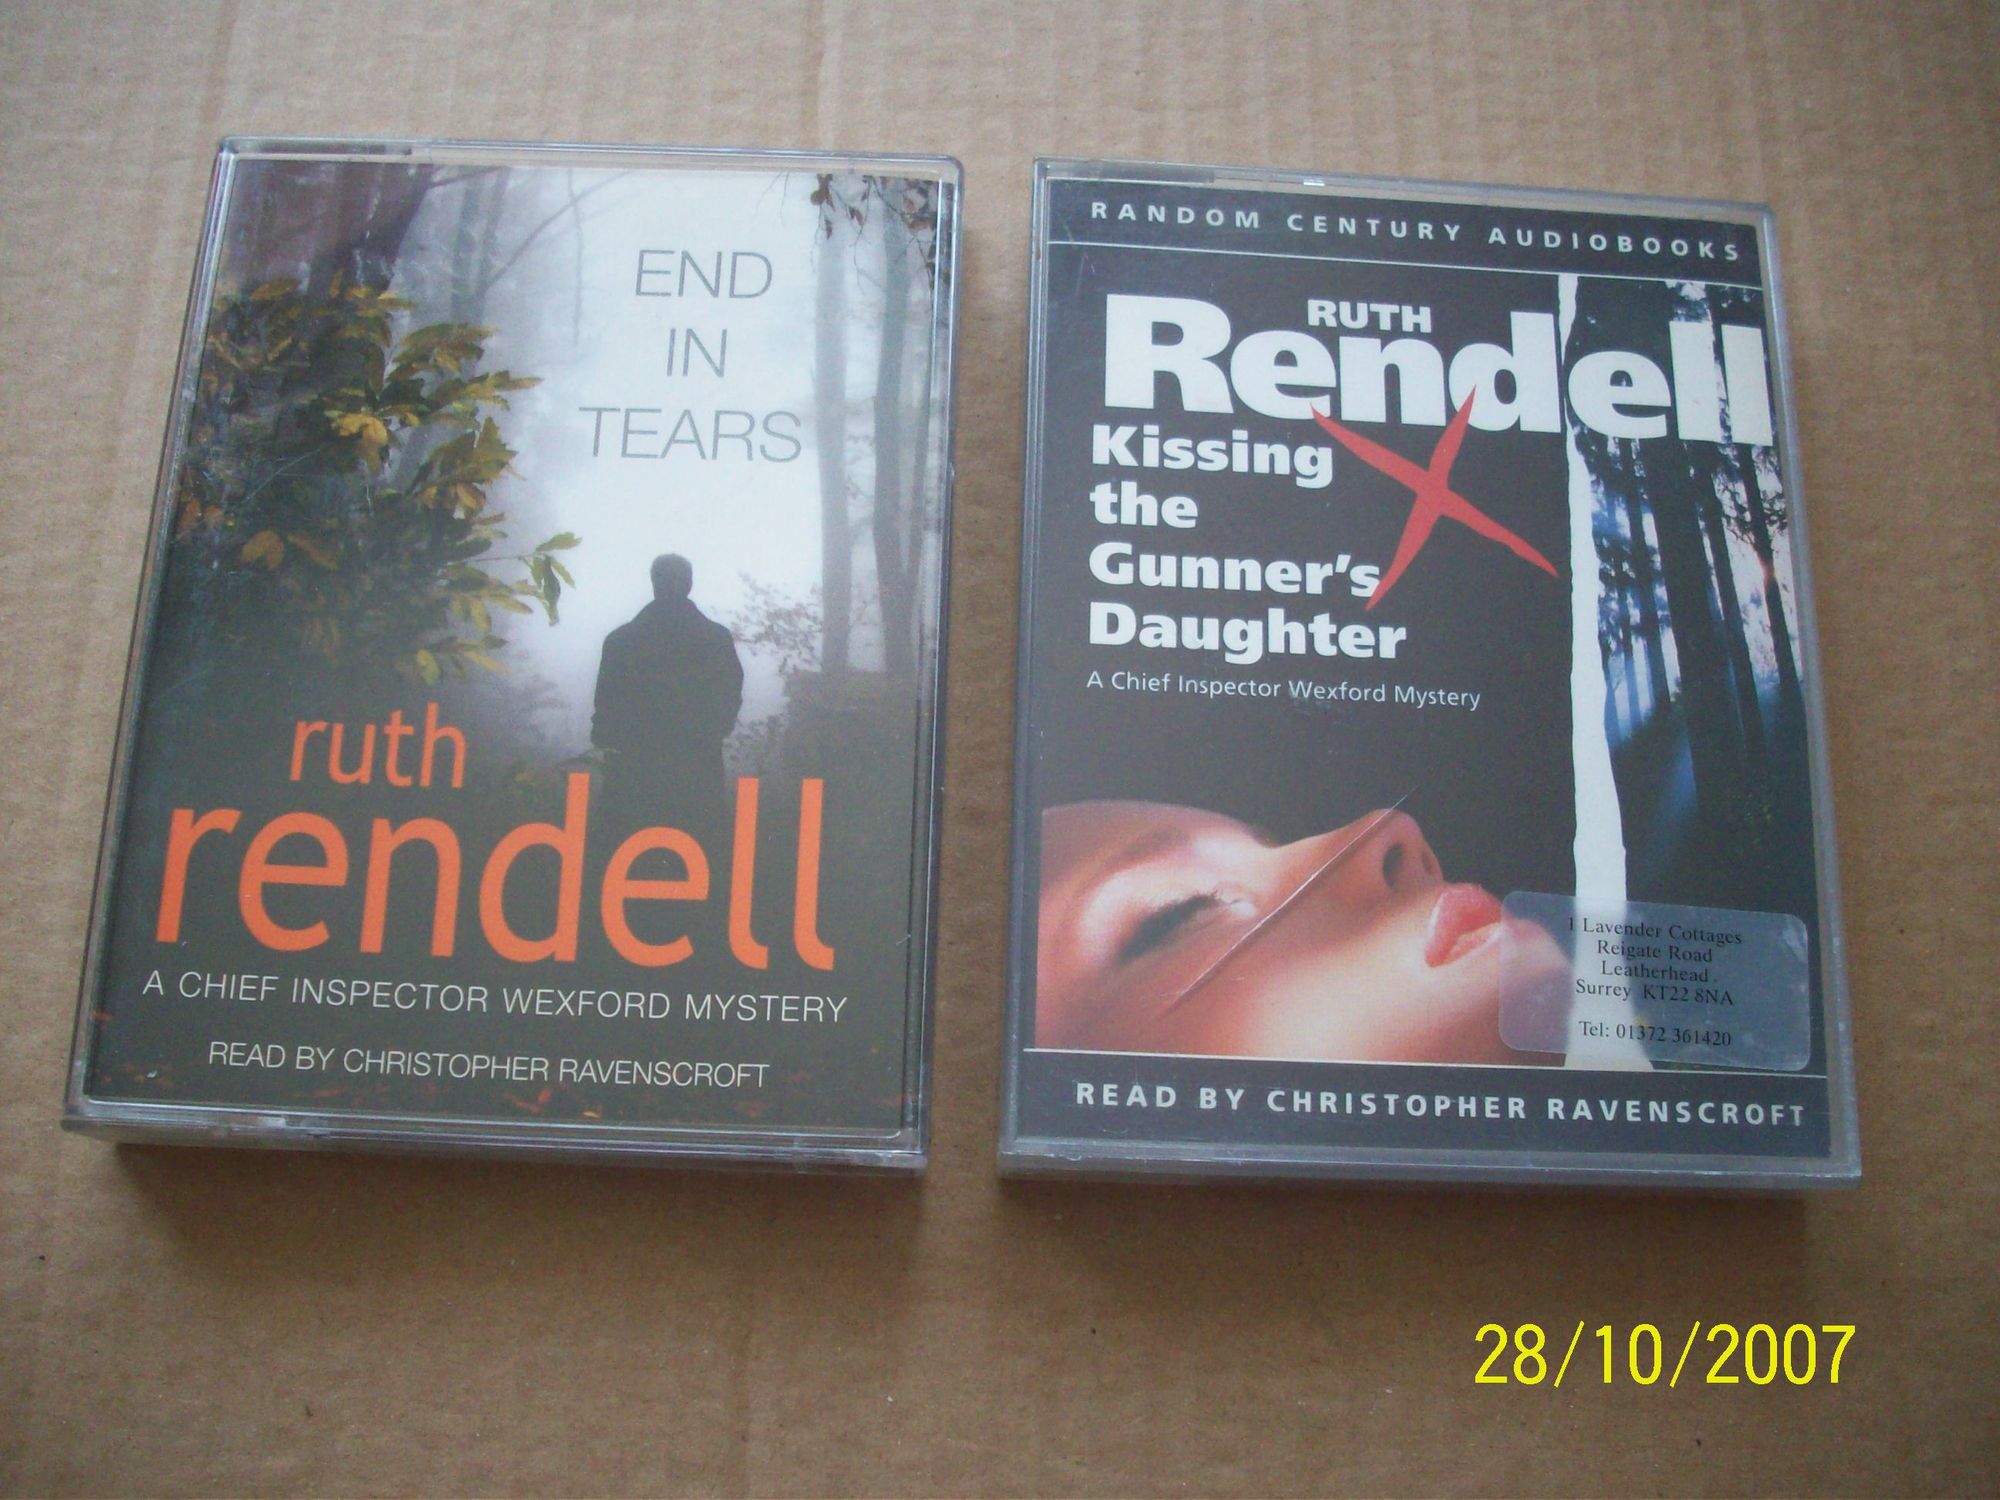 END
IN
TEARS
ruth
rendell
A CHIEF INSPECTOR WEXFORD MYSTERY
READ BY CHRISTOPHER RAVENSCROFT
RANDOM CENTURY AUDIOBOOKS
RUTH
Rendell
Kissing
the
Gunner's
Daughter
A Chief Inspector Wexford Mystery
1 Lavender Cottages
Reigate Road
Leatherhead.
Surrey KT22 8NA
Tel: 01372 361420
READ BY CHRISTOPHER RAVENSCROFT
28/10/2007